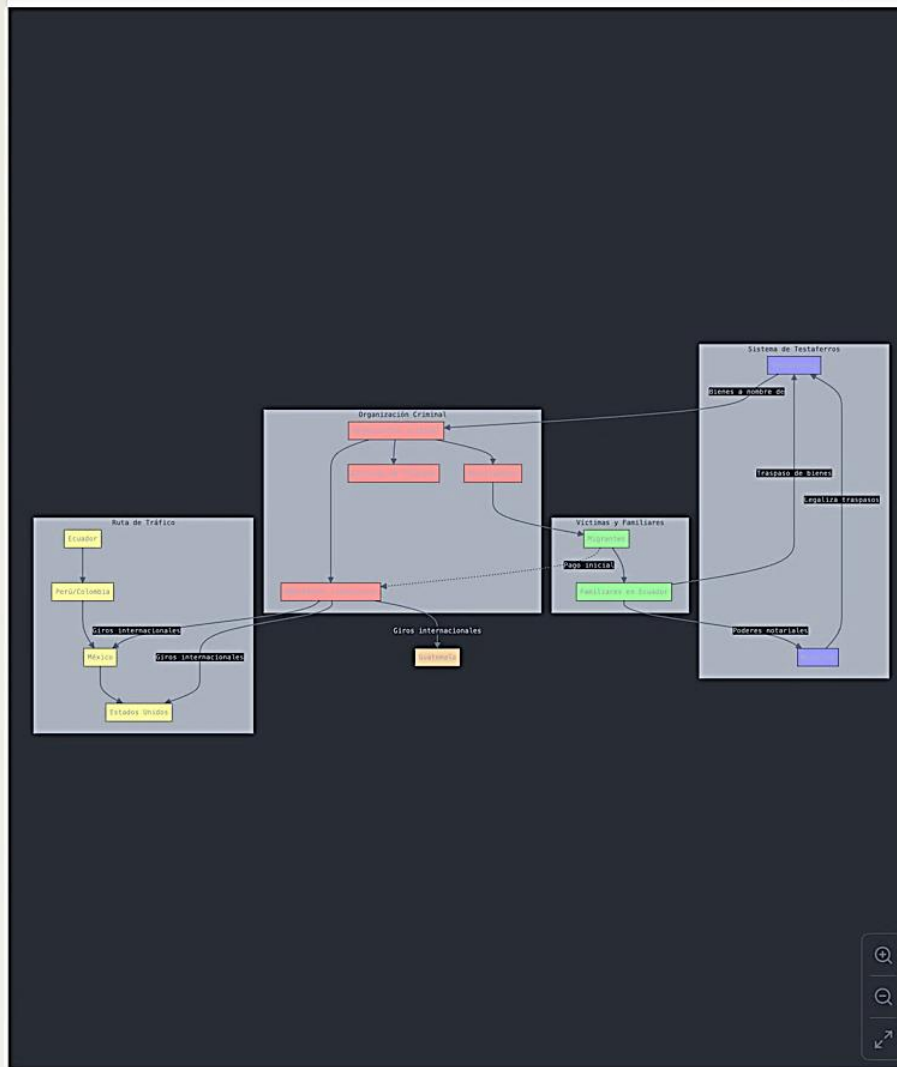 Sistema de Testaferros
Bienes a nombre de
Organización Criminal
Traspaso de bienes
Legaliza traspasos
Ruta de Tráfico
Víctimas y Familiares
Ecuador
Migrantes
Pago inicial
Perú/Colombia
Familiares en Ecuador
Giros internacionales
Giros internacionales
Poderes notariales
México
Giros internacionales
Guatemala
Estados Unidos